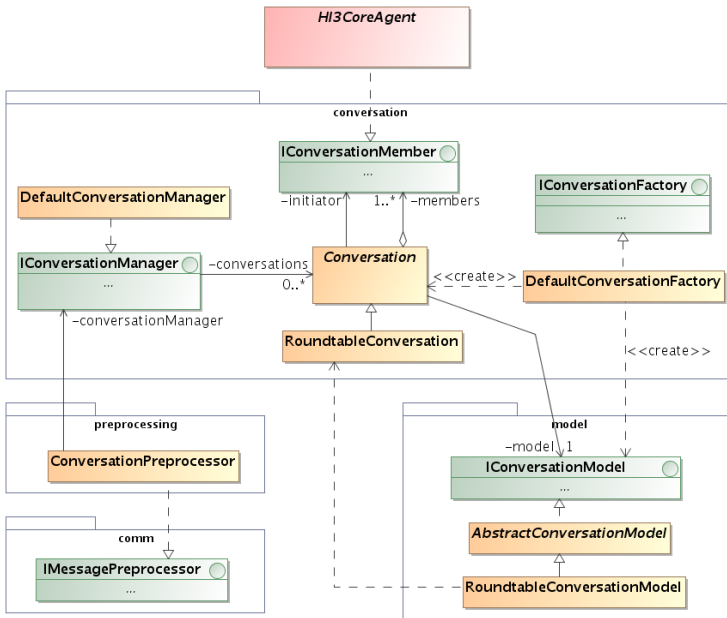 HI3CoreAgent
conversation
IConversationMember
...
DefaultConversationManager
IConversationFactory
...
-initiator
1..*
-members
IConversationManager
...
-conversations
0..*
Conversation
<<create>>
DefaultConversationFactory
-conversationManager
RoundtableConversation
<<create>>
preprocessing
model
ConversationPreprocessor
-model
1
IConversationModel
...
comm
AbstractConversationModel
IMessagePreprocessor
...
RoundtableConversationModel